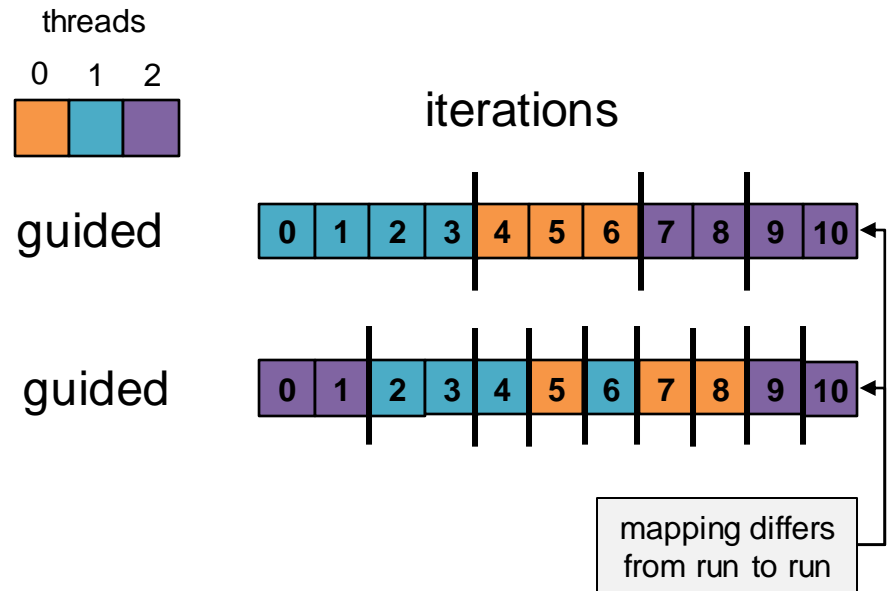 threads
0 1 2
iterations
guided 0 1 2 3 4 5 6 7 8 9 10
guided 0 1 2 3 4 5 6 7 8 9 10
mapping differs
from run to run